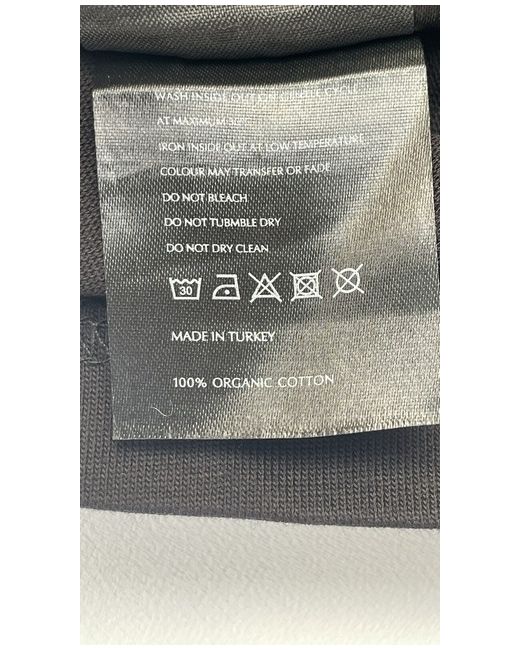 WASH INSIDE OUT ON CYCLE
AT MAXIMUM 30
IRON INSIDE OUT AT LOW TEMPERATURE
COLOUR MAY TRANSFER OR FADE
DO NOT BLEACH
DO NOT TUBMBLE DRY
DO NOT DRY CLEAN
30
MADE IN TURKEY
100% ORGANIC COTTON